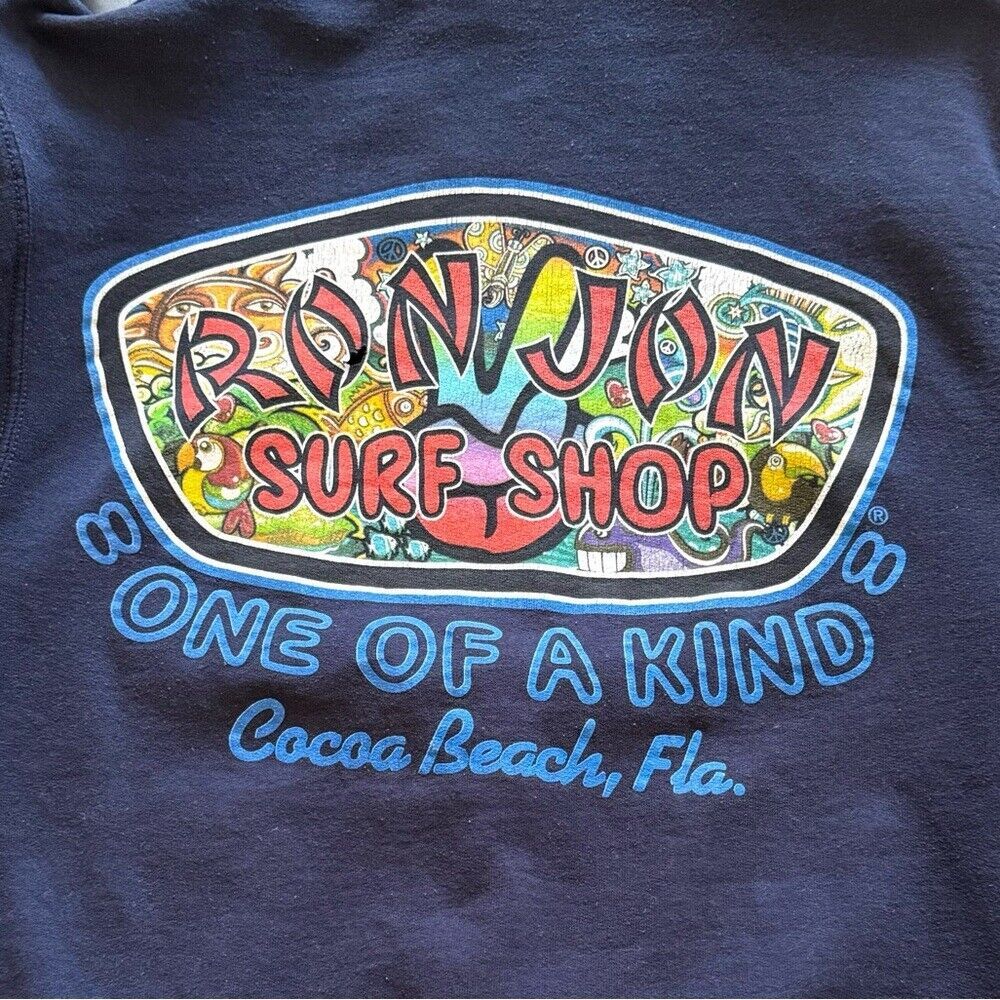 RON JON
SURF SHOP
®
"ONE OF A KIND"
Cocoa Beach, Fla.